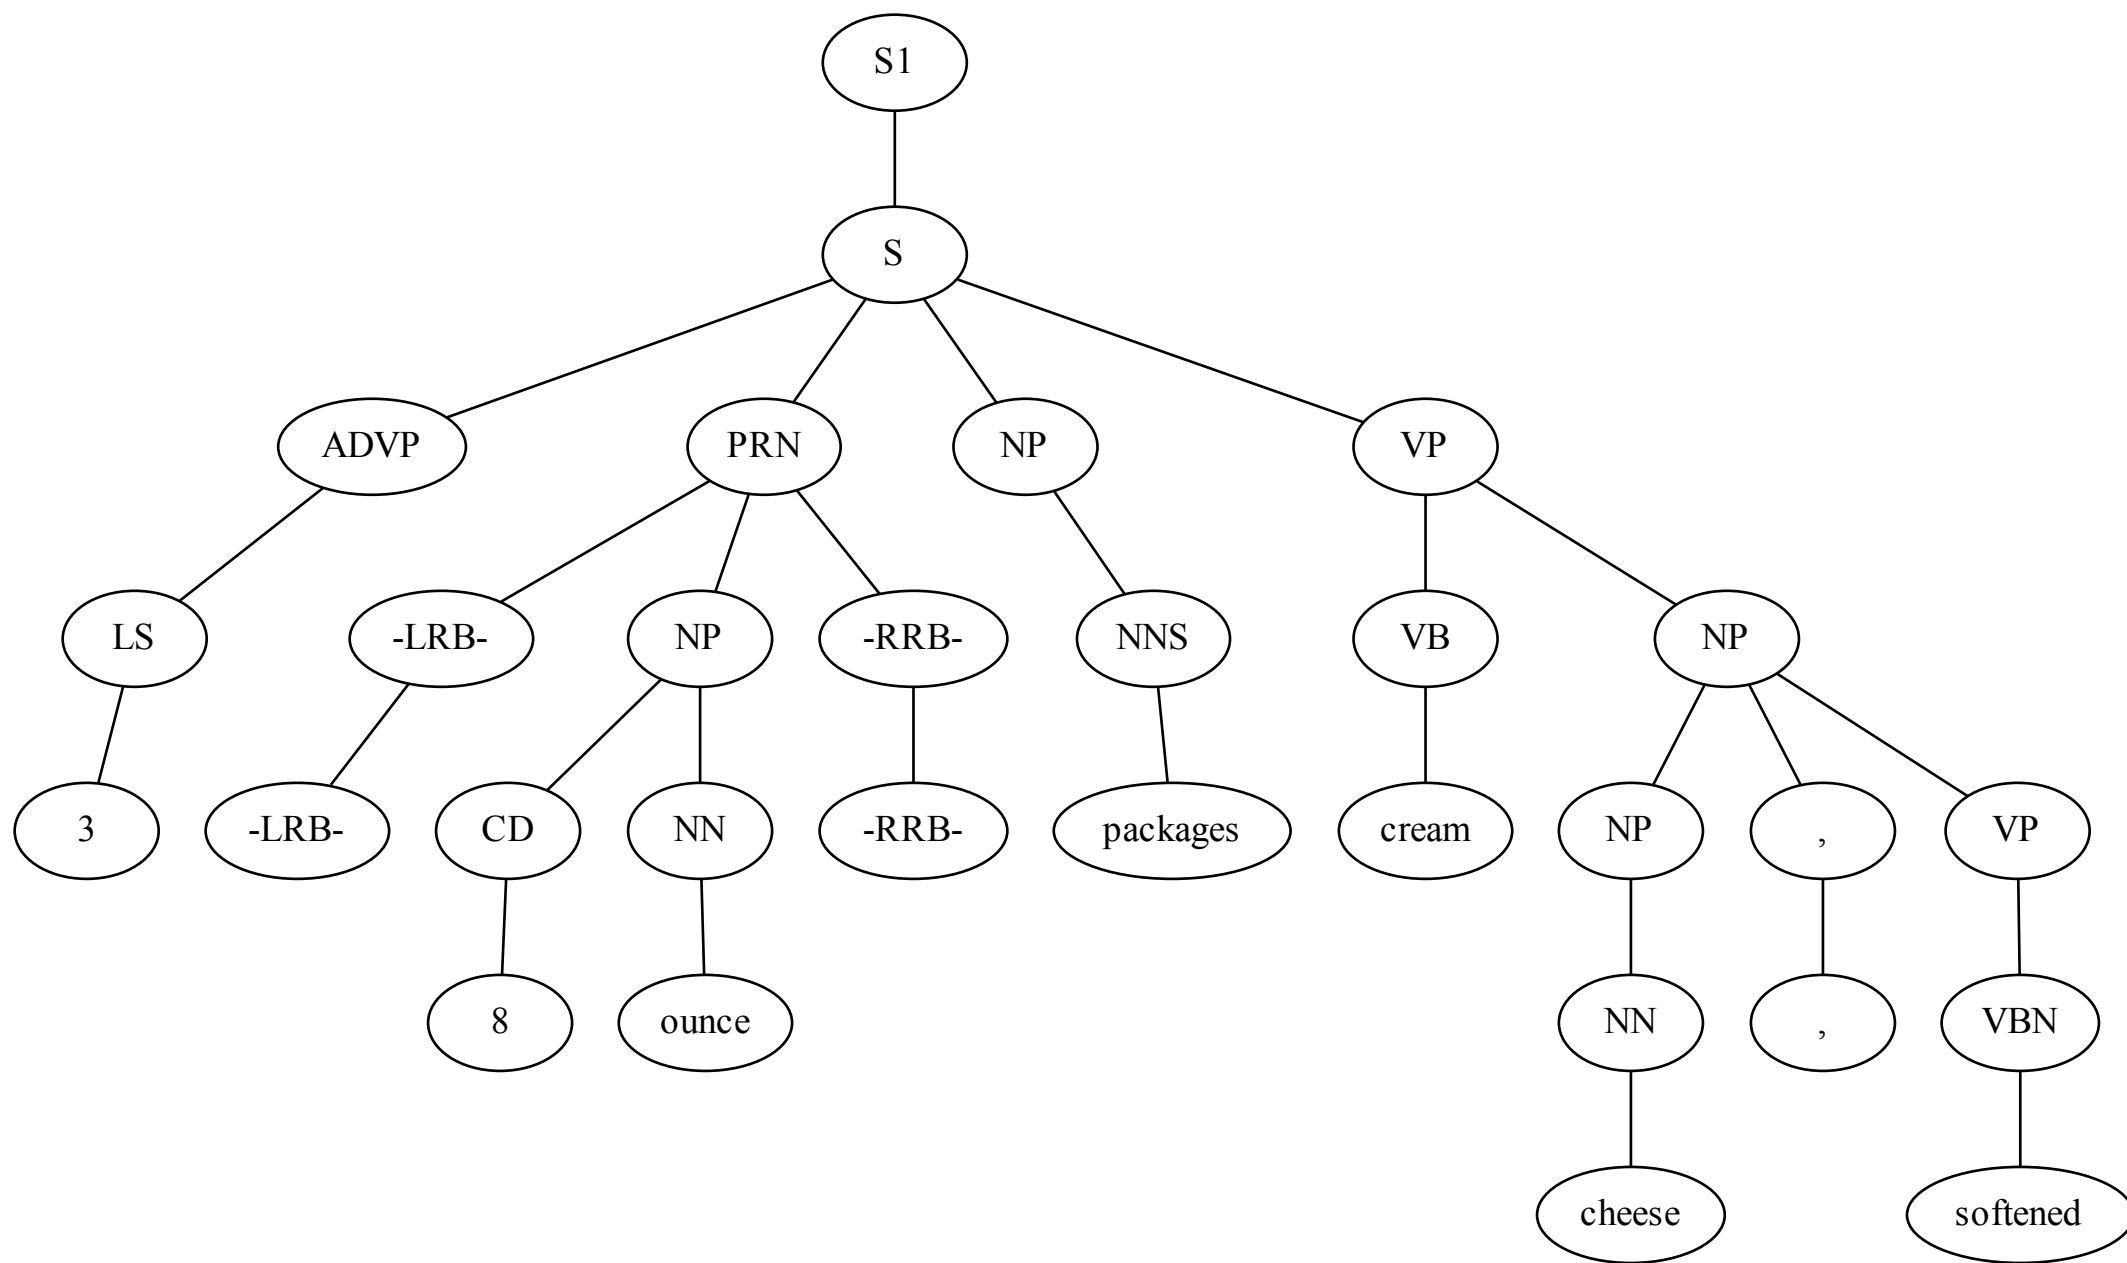 S1
S
ADVP PRN NP VP
LS -LRB- NP -RRB- NNS VB NP
3 -LRB- CD NN -RRB- packages cream NP , VP
8 ounce NN , VBN
cheese softened